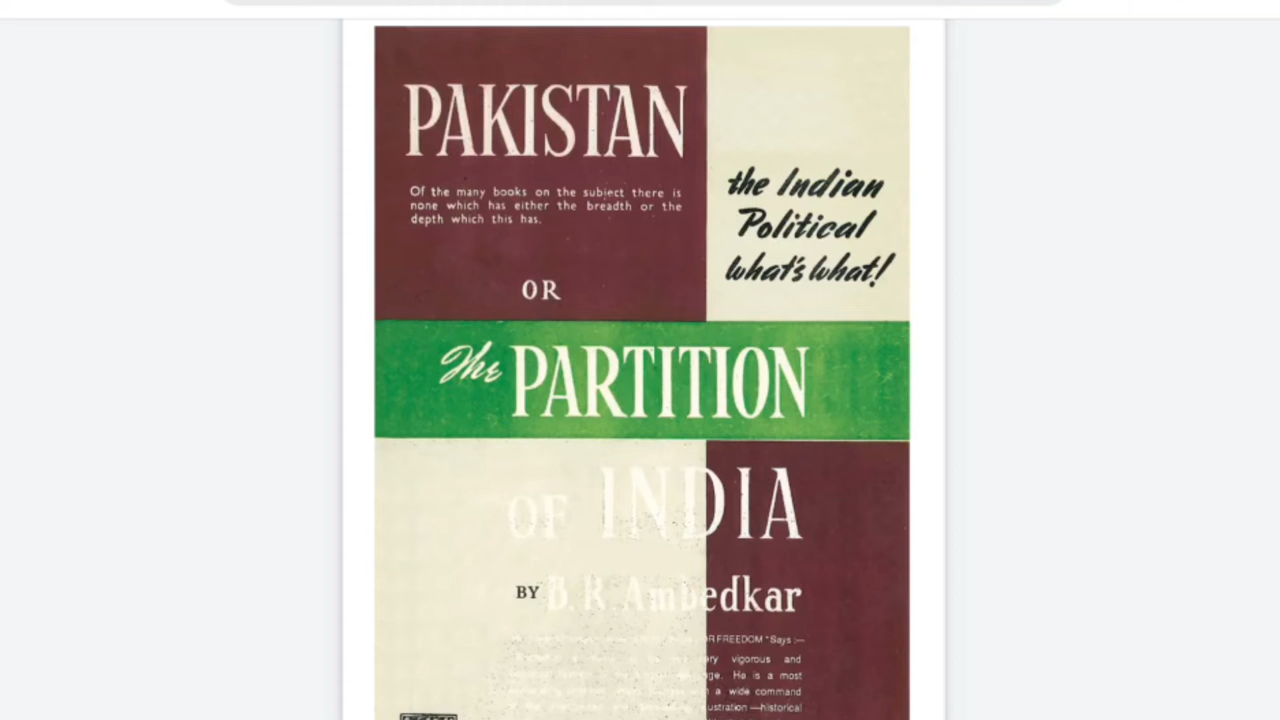 PAKISTAN
Of the many books on the subject there is
none which has either the breadth or the
depth which this has.
the Indian
Political
What's What!
OR
The PARTITION
OF INDIA
BY B. R. Ambedkar
OR FREEDOM" Says :—
vigorous and
He is a most
a wide command
—historical